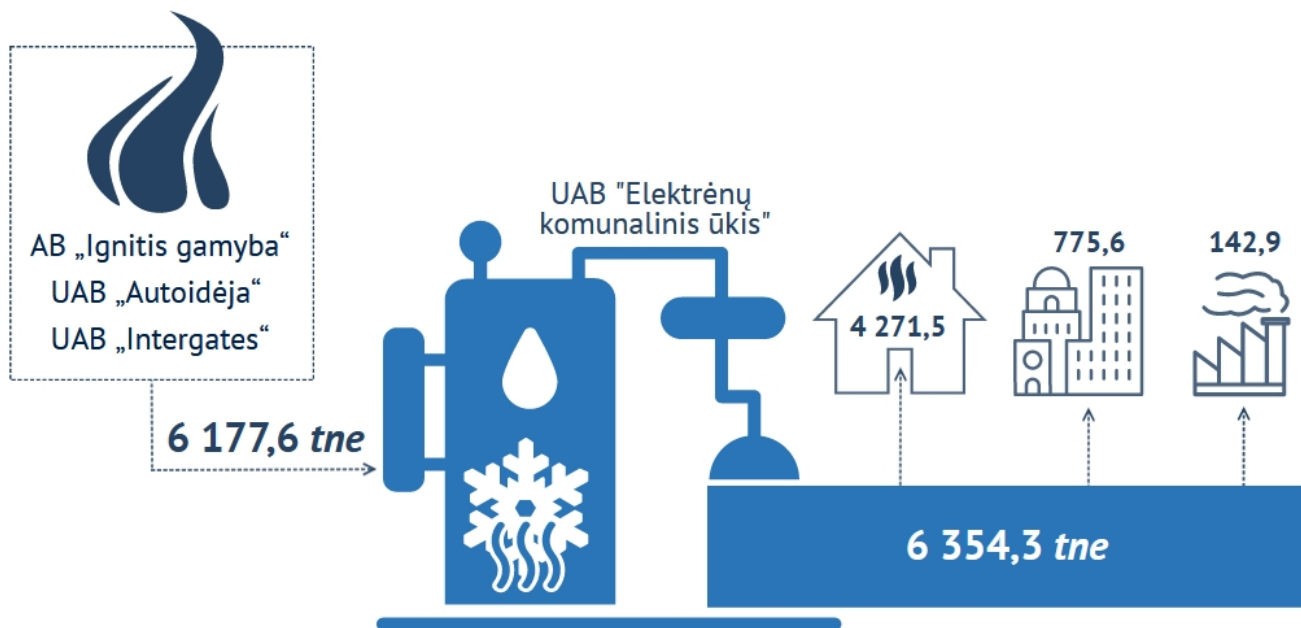 AB „Ignitis gamyba“
UAB „Autoidėja“
UAB „Intergates“
6 177,6 tne
UAB "Elektrėnų
komunalinis ūkis"
4 271,5
775,6
142,9
6 354,3 tne